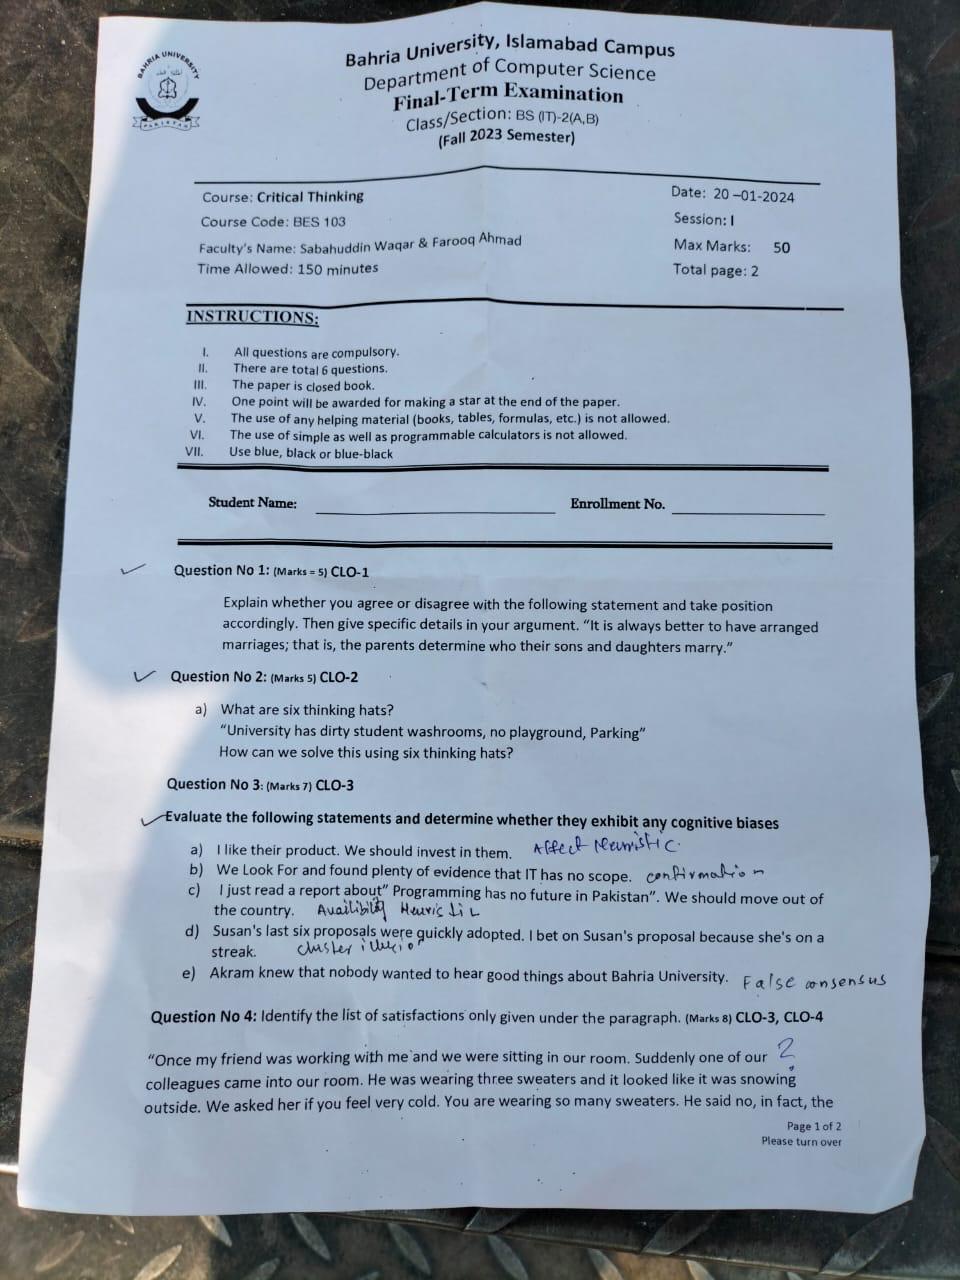 BAHRIA UNIVERSITY
PAKISTAN
Bahria University, Islamabad Campus
Department of Computer Science
Final-Term Examination
Class/Section: BS (IT)-2(A,B)
(Fall 2023 Semester)
Course: Critical Thinking
Date: 20 –01-2024
Course Code: BES 103
Session: I
Faculty's Name: Sabahuddin Waqar & Farooq Ahmad
Max Marks: 50
Time Allowed: 150 minutes
Total page: 2
INSTRUCTIONS:
I. All questions are compulsory.
II. There are total 6 questions.
III. The paper is closed book.
IV. One point will be awarded for making a star at the end of the paper.
V. The use of any helping material (books, tables, formulas, etc.) is not allowed.
VI. The use of simple as well as programmable calculators is not allowed.
VII. Use blue, black or blue-black
Student Name:
Enrollment No.
Question No 1: (Marks = 5) CLO-1
Explain whether you agree or disagree with the following statement and take position
accordingly. Then give specific details in your argument. "It is always better to have arranged
marriages; that is, the parents determine who their sons and daughters marry."
Question No 2: (Marks 5) CLO-2
a) What are six thinking hats?
"University has dirty student washrooms, no playground, Parking"
How can we solve this using six thinking hats?
Question No 3: (Marks 7) CLO-3
Evaluate the following statements and determine whether they exhibit any cognitive biases
a) I like their product. We should invest in them. Affect Heuristic
b) We Look For and found plenty of evidence that IT has no scope. confirmation
c) I just read a report about" Programming has no future in Pakistan". We should move out of
the country. Availibility Heuristic
d) Susan's last six proposals were quickly adopted. I bet on Susan's proposal because she's on a
streak. cluster
e) Akram knew that nobody wanted to hear good things about Bahria University. False consensus
Question No 4: Identify the list of satisfactions only given under the paragraph. (Marks 8) CLO-3, CLO-4
2
"Once my friend was working with me and we were sitting in our room. Suddenly one of our
colleagues came into our room. He was wearing three sweaters and it looked like it was snowing
outside. We asked her if you feel very cold. You are wearing so many sweaters. He said no, in fact, the
Page 1 of 2
Please turn over